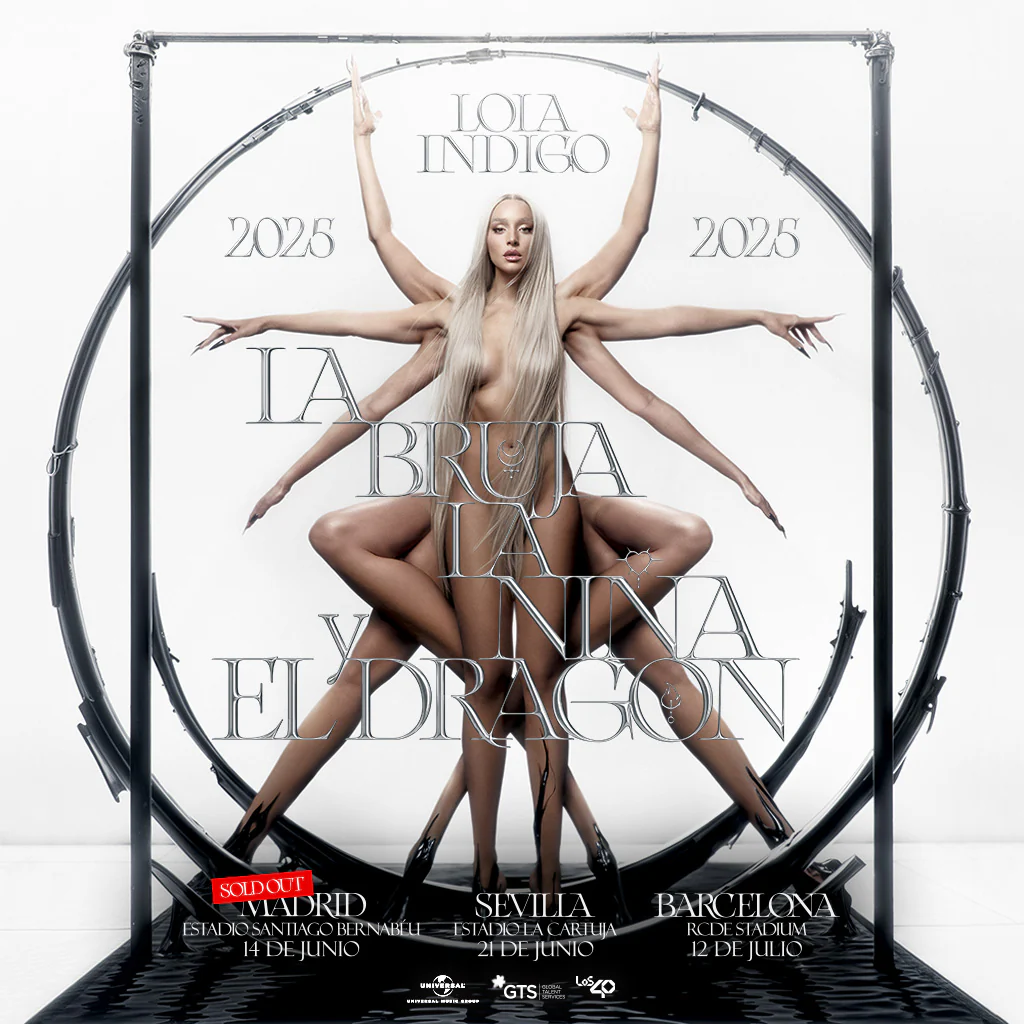 LOLA
INDIGO
2025
2025
LA
BRUJA
LA
NIÑA
y
EL DRAGÓN
SOLD OUT
MADRID
ESTADIO SANTIAGO BERNABÉU
14 DE JUNIO
SEVILLA
ESTADIO LA CARTUJA
21 DE JUNIO
BARCELONA
RCDE STADIUM
12 DE JULIO
UNIVERSAL
UNIVERSAL MUSIC GROUP
GTS
GLOBAL
TALENT
SERVICES
LOS40